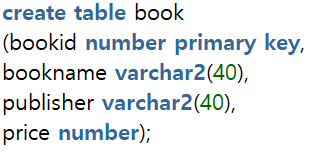 create table book
(bookid number primary key,
bookname varchar2(40),
publisher varchar2(40),
price number);